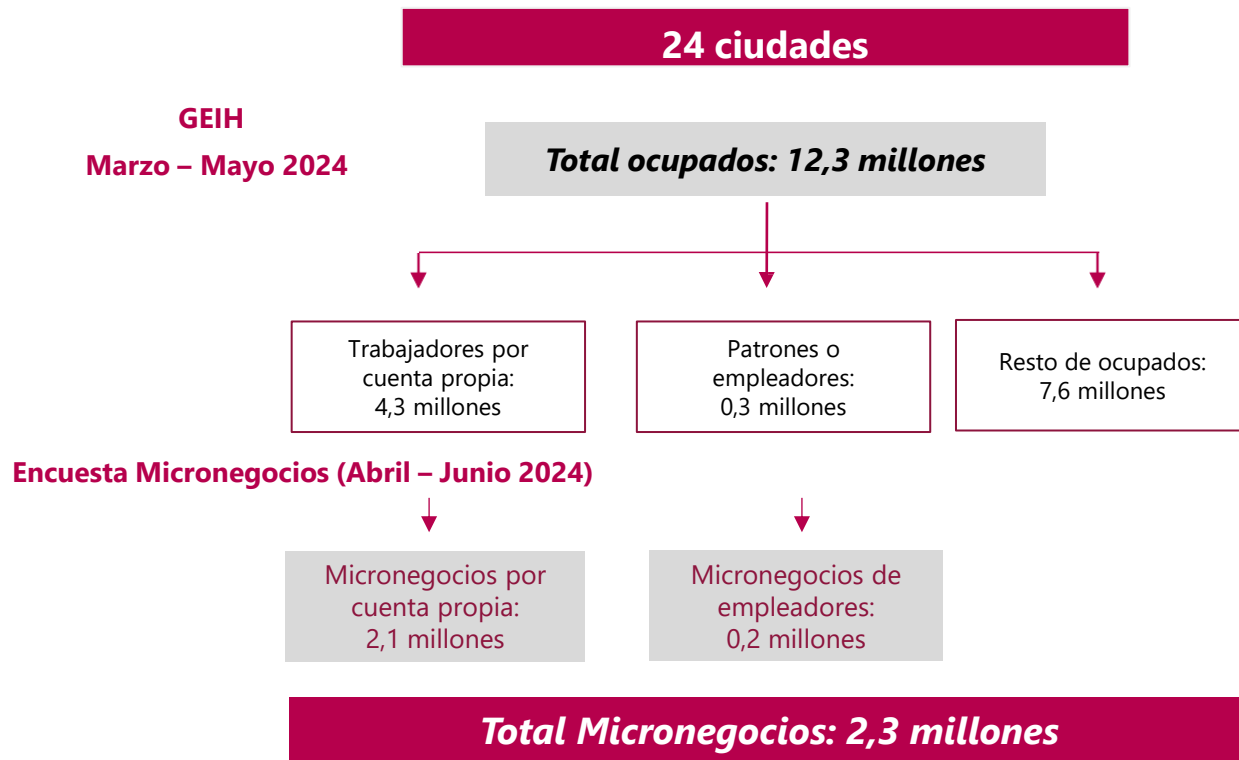 24 ciudades
GEIH
Marzo – Mayo 2024
Total ocupados: 12,3 millones
Trabajadores por
cuenta propia:
4,3 millones
Patrones o
empleadores:
0,3 millones
Resto de ocupados:
7,6 millones
Encuesta Micronegocios (Abril – Junio 2024)
Micronegocios por
cuenta propia:
2,1 millones
Micronegocios de
empleadores:
0,2 millones
Total Micronegocios: 2,3 millones